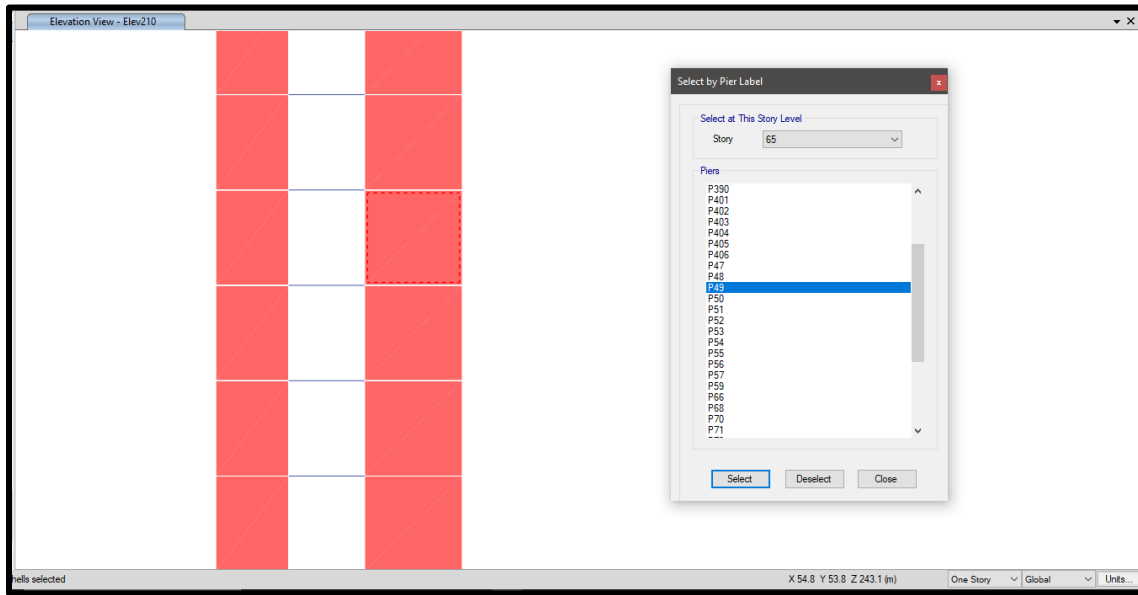 Elevation View - Elev210
Select by Pier Label
x
Select at This Story Level
Story
65
Piers
P390
P401
P402
P403
P404
P405
P406
P47
P48
P49
P50
P51
P52
P53
P54
P55
P56
P57
P59
P66
P68
P70
P71
Select
Deselect
Close
hells selected
X 54.8 Y 53.8 Z 243.1 (m)
One Story
Global
Units...